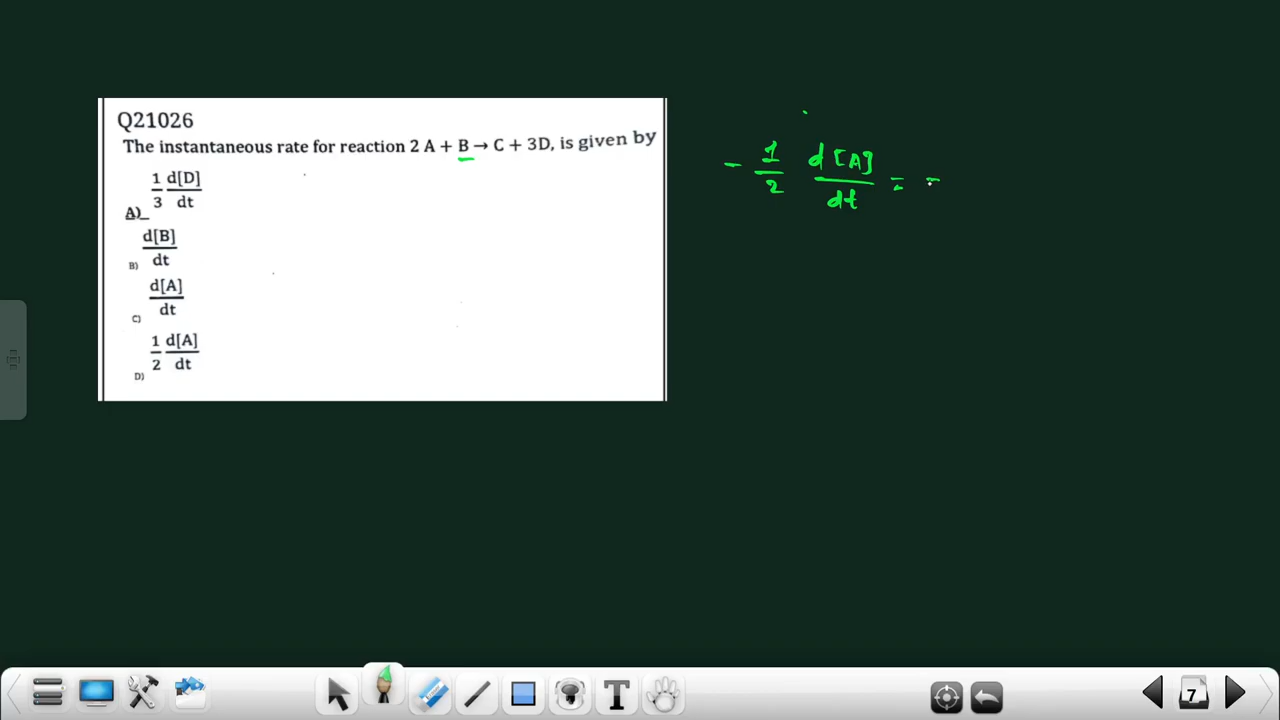 Q21026
The instantaneous rate for reaction 2 A + B → C + 3D, is given by
A) 1/3 d[D]/dt
B) d[B]/dt
C) d[A]/dt
D) 1/2 d[A]/dt
- 1/2 d[A]/dt = -
T
7